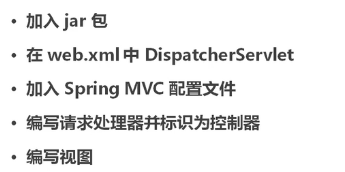 • 加入 jar 包
• 在 web.xml 中 DispatcherServlet
• 加入 Spring MVC 配置文件
• 编写请求处理器并标识为控制器
• 编写视图